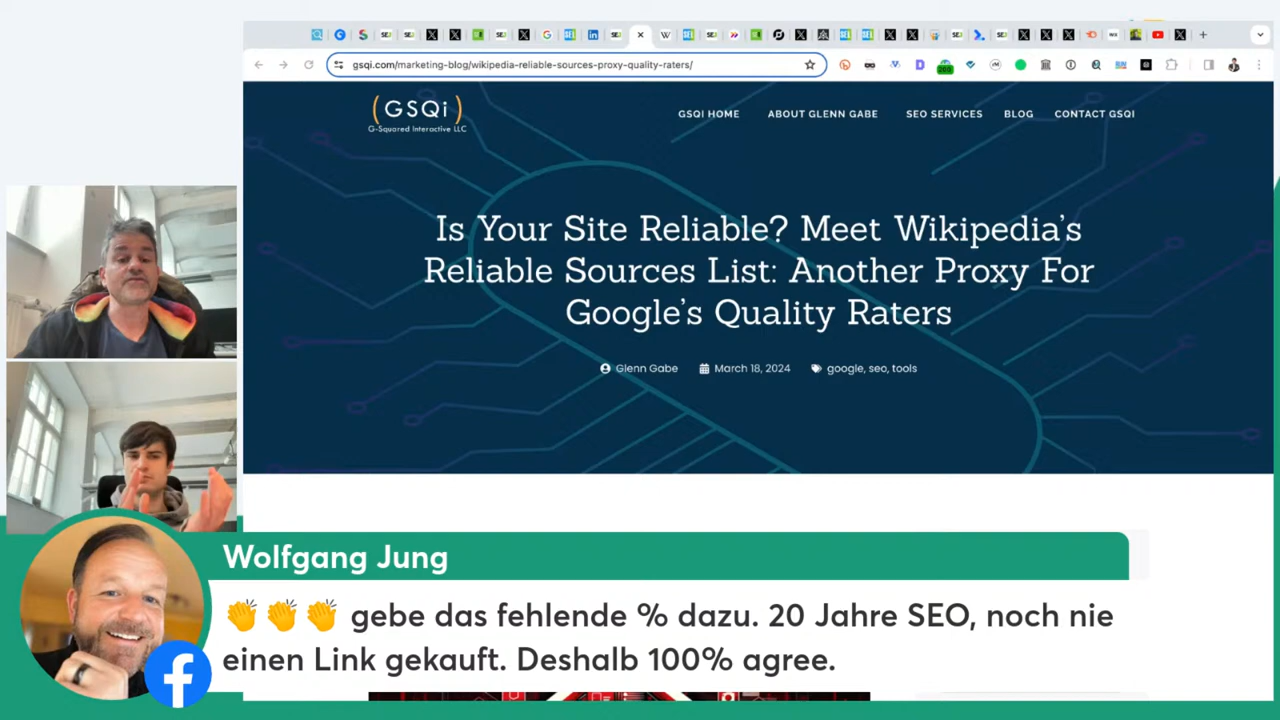 gsqi.com/marketing-blog/wikipedia-reliable-sources-proxy-quality-raters/
(GSQi)
G-Squared Interactive LLC
GSQI HOME ABOUT GLENN GABE SEO SERVICES BLOG CONTACT GSQI
Is Your Site Reliable? Meet Wikipedia's
Reliable Sources List: Another Proxy For
Google's Quality Raters
Glenn Gabe March 18, 2024 google, seo, tools
Wolfgang Jung
👏 👏 👏 gebe das fehlende % dazu. 20 Jahre SEO, noch nie
einen Link gekauft. Deshalb 100% agree.